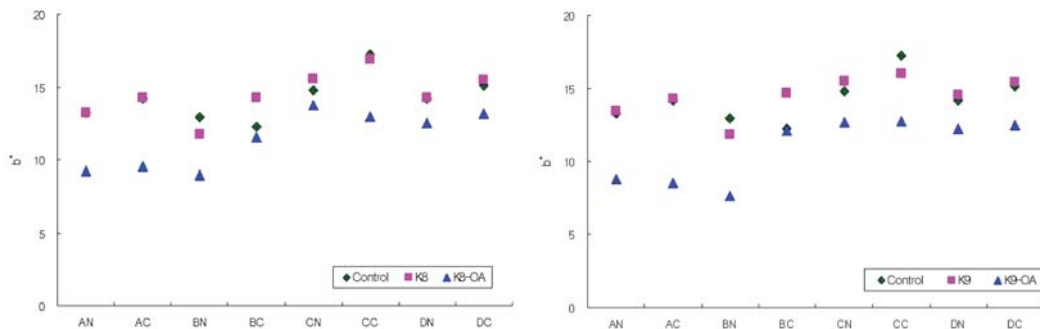 20
15
10
5
0
b*
AN AC BN BC CN CC DN DC
Control K8 K8-OA
20
15
10
5
0
b*
AN AC BN BC CN CC DN DC
Control K9 K9-OA